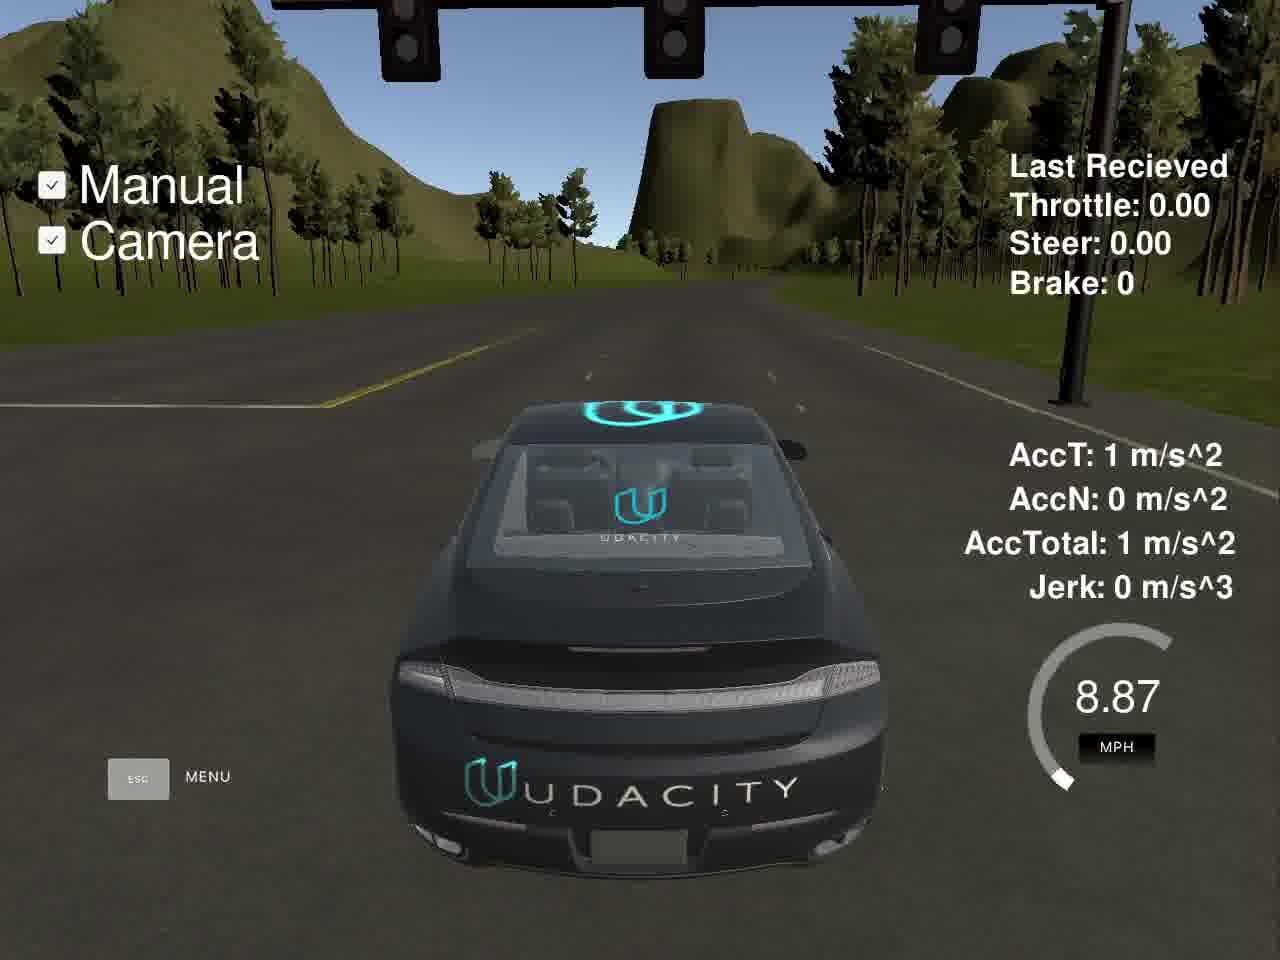 Manual
Camera
Last Recieved
Throttle: 0.00
Steer: 0.00
Brake: 0
UDACITY
AccT: 1 m/s^2
AccN: 0 m/s^2
AccTotal: 1 m/s^2
Jerk: 0 m/s^3
8.87
MPH
ESC MENU
UDACITY